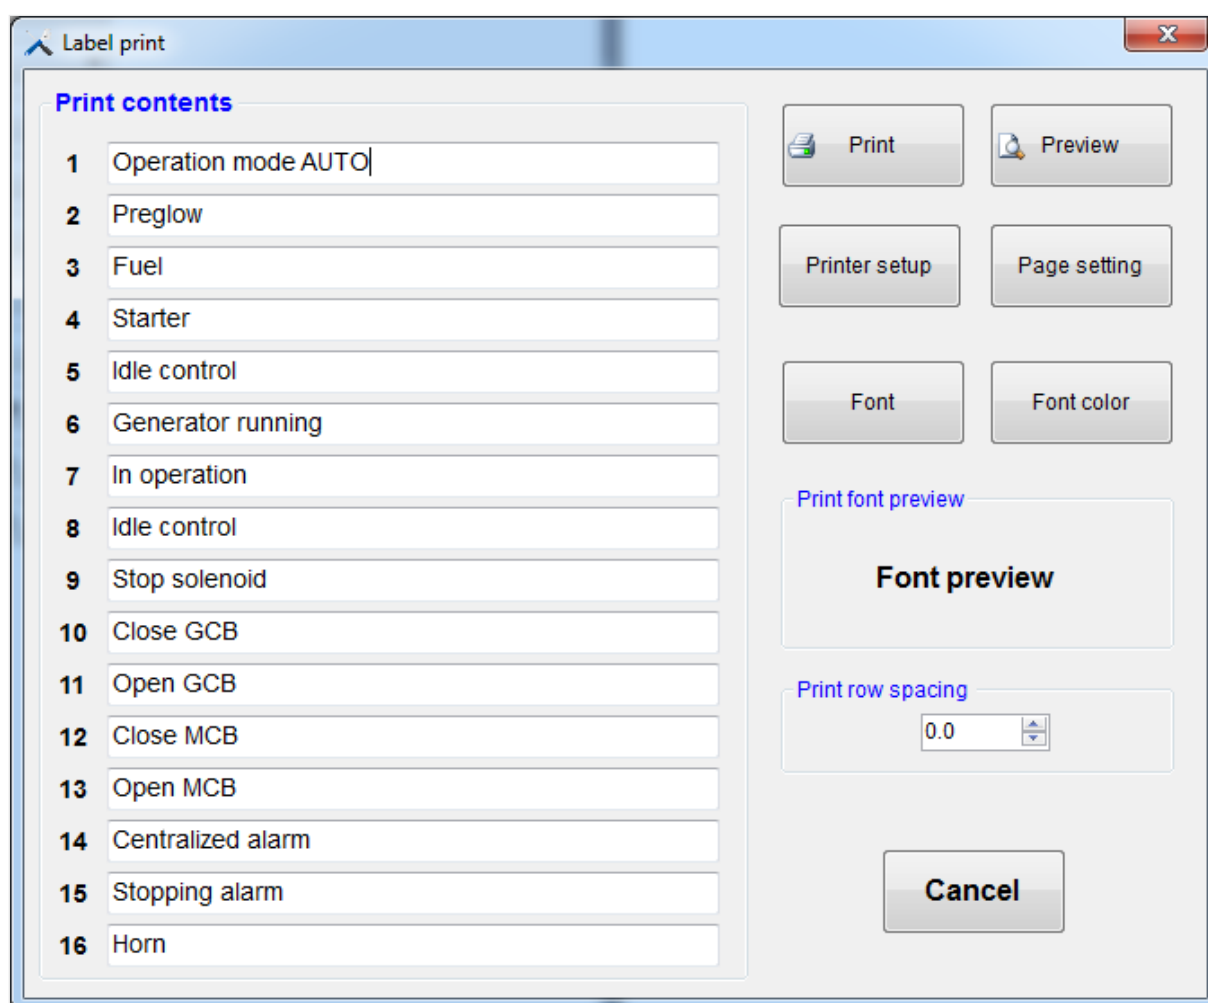 Label print
Print contents
1 Operation mode AUTO
2 Preglow
3 Fuel
4 Starter
5 Idle control
6 Generator running
7 In operation
8 Idle control
9 Stop solenoid
10 Close GCB
11 Open GCB
12 Close MCB
13 Open MCB
14 Centralized alarm
15 Stopping alarm
16 Horn
Print
Preview
Printer setup
Page setting
Font
Font color
Print font preview
Font preview
Print row spacing
0.0
Cancel